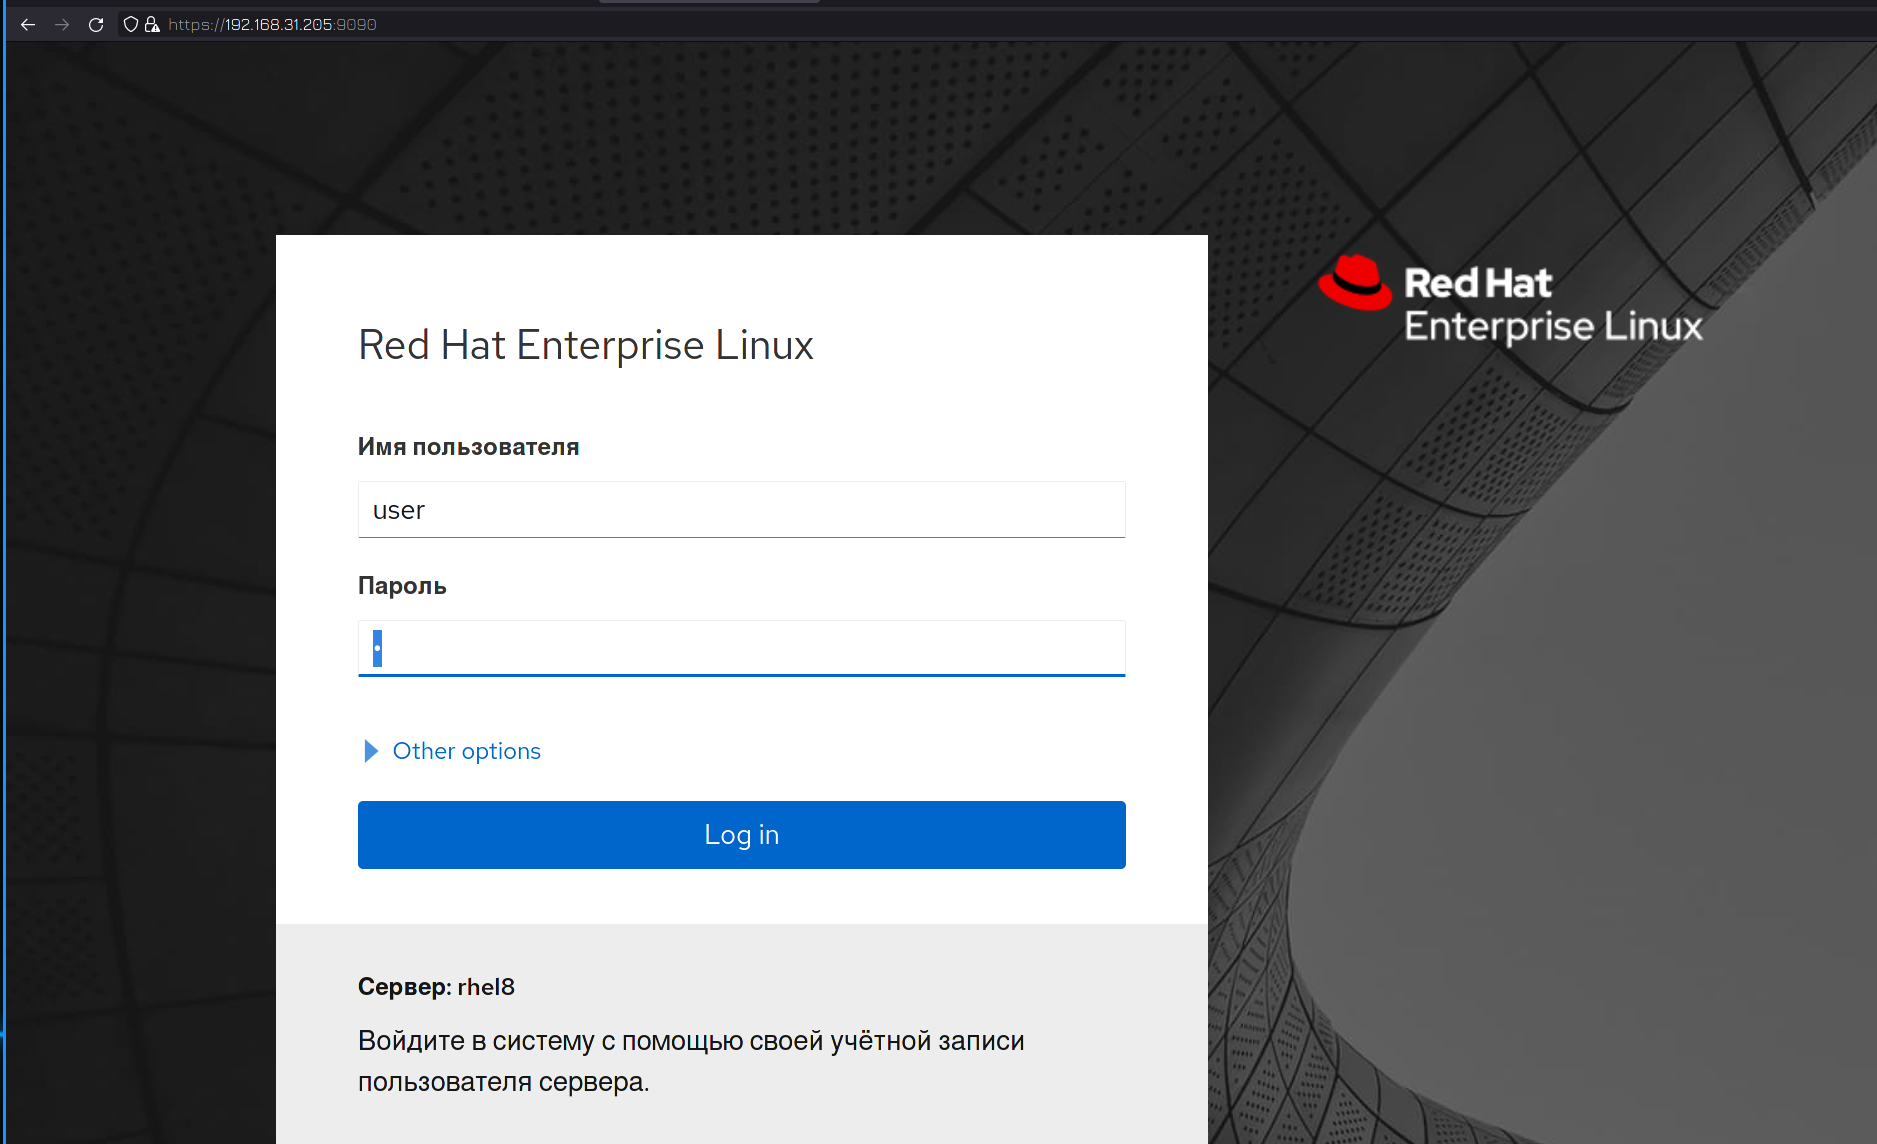 https://192.168.31.205:9090
Red Hat
Enterprise Linux
Red Hat Enterprise Linux
Имя пользователя
user
Пароль
Other options
Log in
Сервер: rhel8
Войдите в систему с помощью своей учётной записи
пользователя сервера.